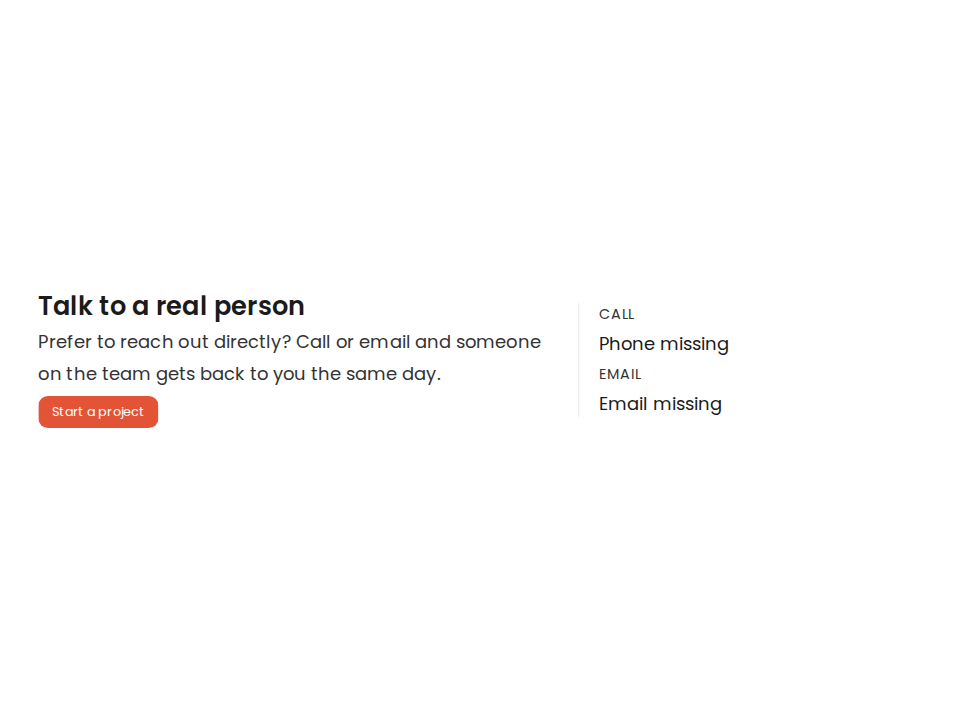 Talk to a real person
Prefer to reach out directly? Call or email and someone
on the team gets back to you the same day.
Start a project
CALL
Phone missing
EMAIL
Email missing